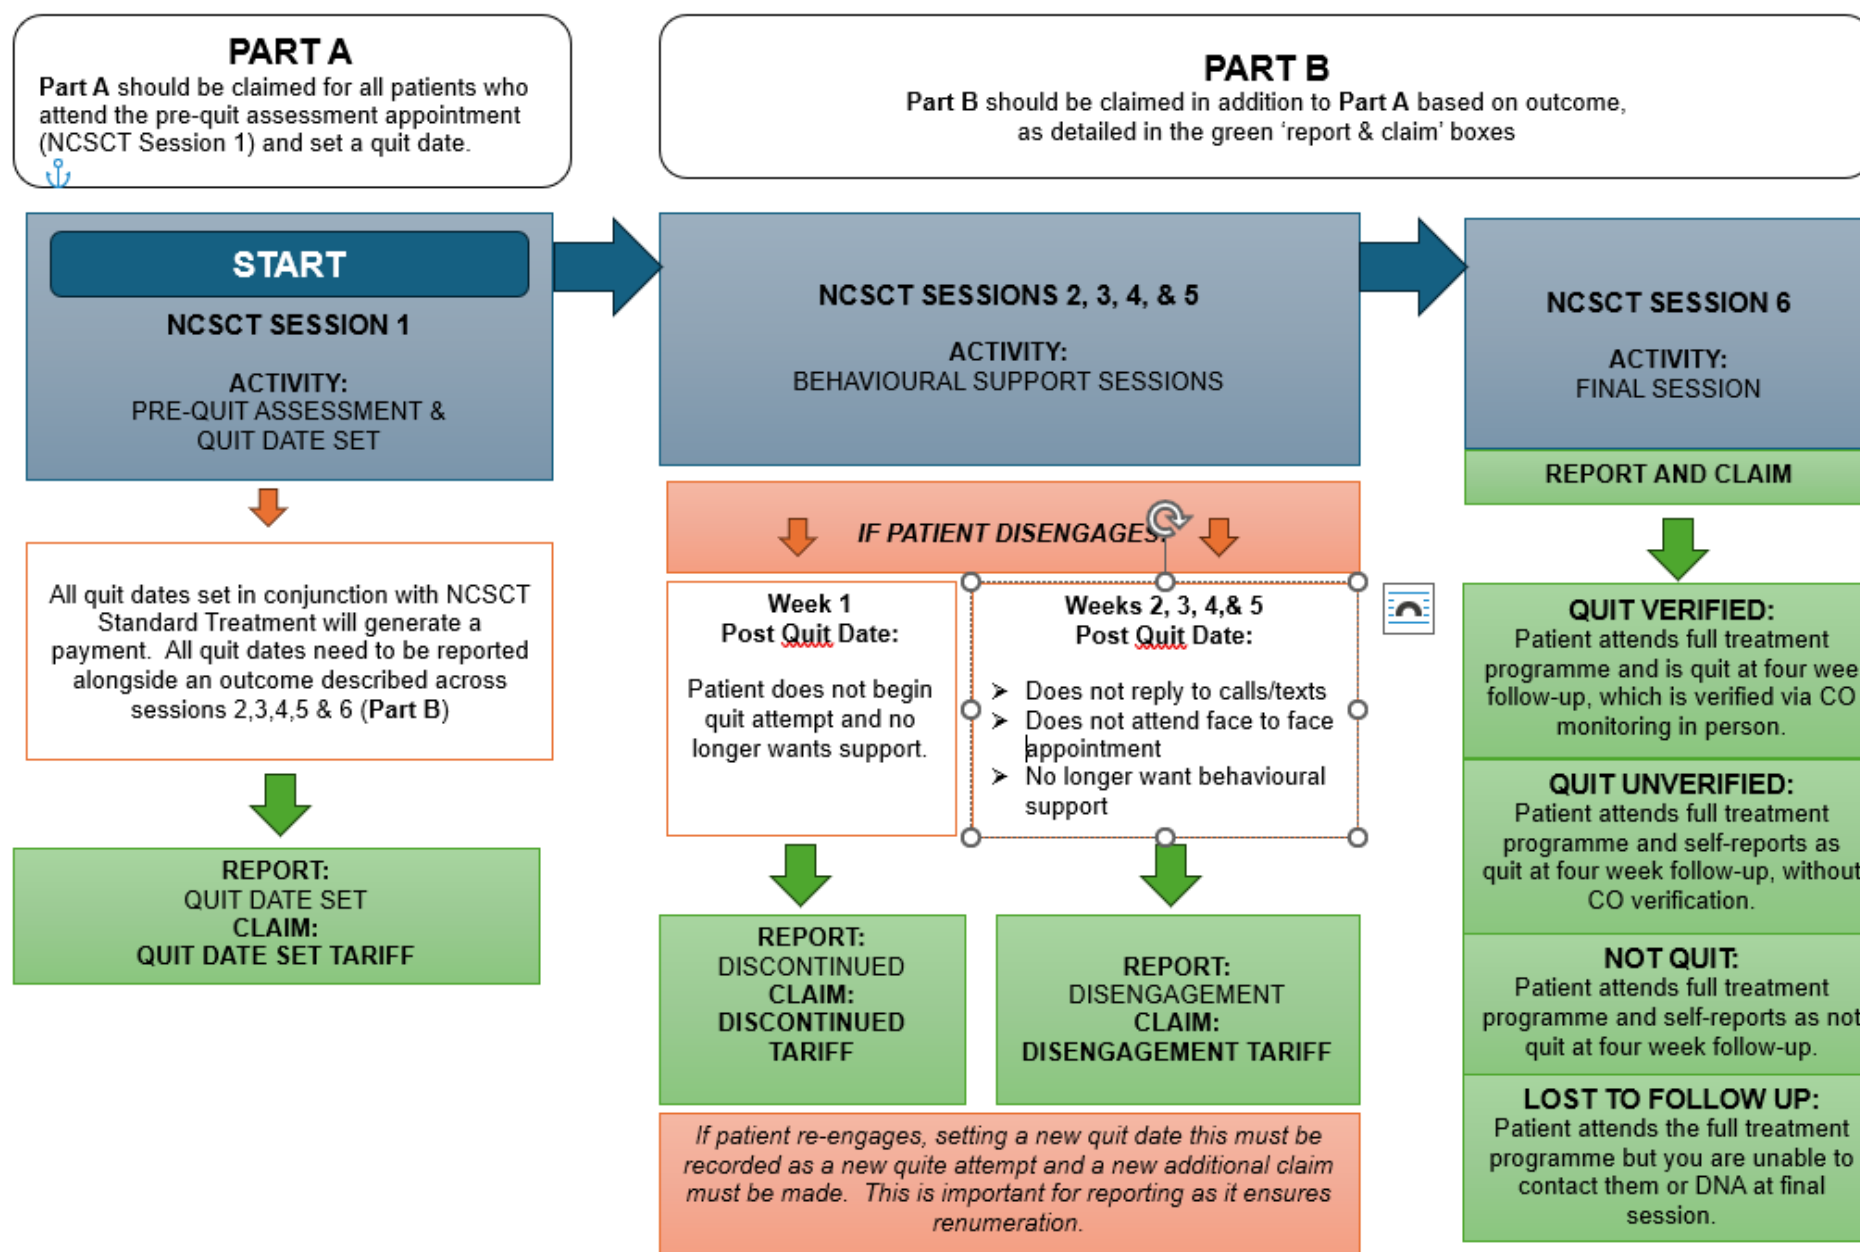 PART A
Part A should be claimed for all patients who
attend the pre-quit assessment appointment
(NCSCT Session 1) and set a quit date.
PART B
Part B should be claimed in addition to Part A based on outcome,
as detailed in the green ‘report & claim’ boxes
START
NCSCT SESSION 1
ACTIVITY:
PRE-QUIT ASSESSMENT &
QUIT DATE SET
All quit dates set in conjunction with NCSCT
Standard Treatment will generate a
payment. All quit dates need to be reported
alongside an outcome described across
sessions 2,3,4,5 & 6 (Part B)
REPORT:
QUIT DATE SET
CLAIM:
QUIT DATE SET TARIFF
NCSCT SESSIONS 2, 3, 4, & 5
ACTIVITY:
BEHAVIOURAL SUPPORT SESSIONS
IF PATIENT DISENGAGES:
Week 1
Post Quit Date:
Patient does not begin
quit attempt and no
longer wants support.
Weeks 2, 3, 4,& 5
Post Quit Date:
➤ Does not reply to calls/texts
➤ Does not attend face to face
appointment
➤ No longer want behavioural
support
REPORT:
DISCONTINUED
CLAIM:
DISCONTINUED
TARIFF
REPORT:
DISENGAGEMENT
CLAIM:
DISENGAGEMENT TARIFF
If patient re-engages, setting a new quit date this must be
recorded as a new quite attempt and a new additional claim
must be made. This is important for reporting as it ensures
renumeration.
NCSCT SESSION 6
ACTIVITY:
FINAL SESSION
REPORT AND CLAIM
QUIT VERIFIED:
Patient attends full treatment
programme and is quit at four wee
follow-up, which is verified via CO
monitoring in person.
QUIT UNVERIFIED:
Patient attends full treatment
programme and self-reports as
quit at four week follow-up, without
CO verification.
NOT QUIT:
Patient attends full treatment
programme and self-reports as not
quit at four week follow-up.
LOST TO FOLLOW UP:
Patient attends the full treatment
programme but you are unable to
contact them or DNA at final
session.